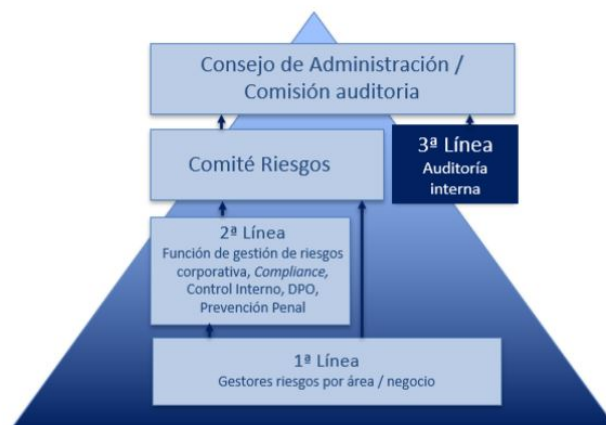 Consejo de Administración /
Comisión auditoria
Comité Riesgos
3ª Línea
Auditoría
interna
2ª Línea
Función de gestión de riesgos
corporativa, Compliance,
Control Interno, DPO,
Prevención Penal
1ª Línea
Gestores riesgos por área / negocio